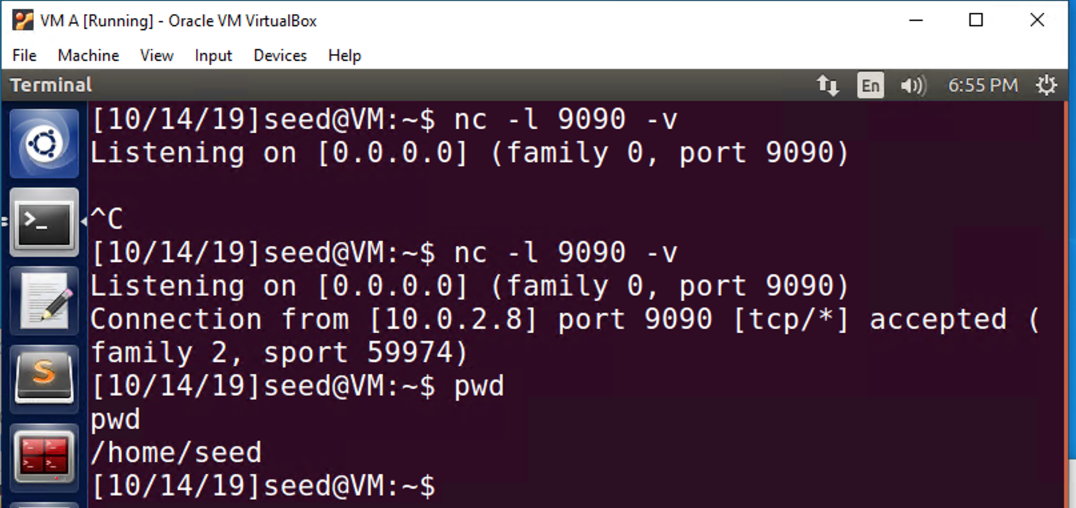 VM A [Running] - Oracle VM VirtualBox
File Machine View Input Devices Help
Terminal En 6:55 PM
[10/14/19]seed@VM:~$ nc -l 9090 -v
Listening on [0.0.0.0] (family 0, port 9090)
^C
[10/14/19]seed@VM:~$ nc -l 9090 -v
Listening on [0.0.0.0] (family 0, port 9090)
Connection from [10.0.2.8] port 9090 [tcp/*] accepted (
family 2, sport 59974)
[10/14/19]seed@VM:~$ pwd
pwd
/home/seed
[10/14/19]seed@VM:~$